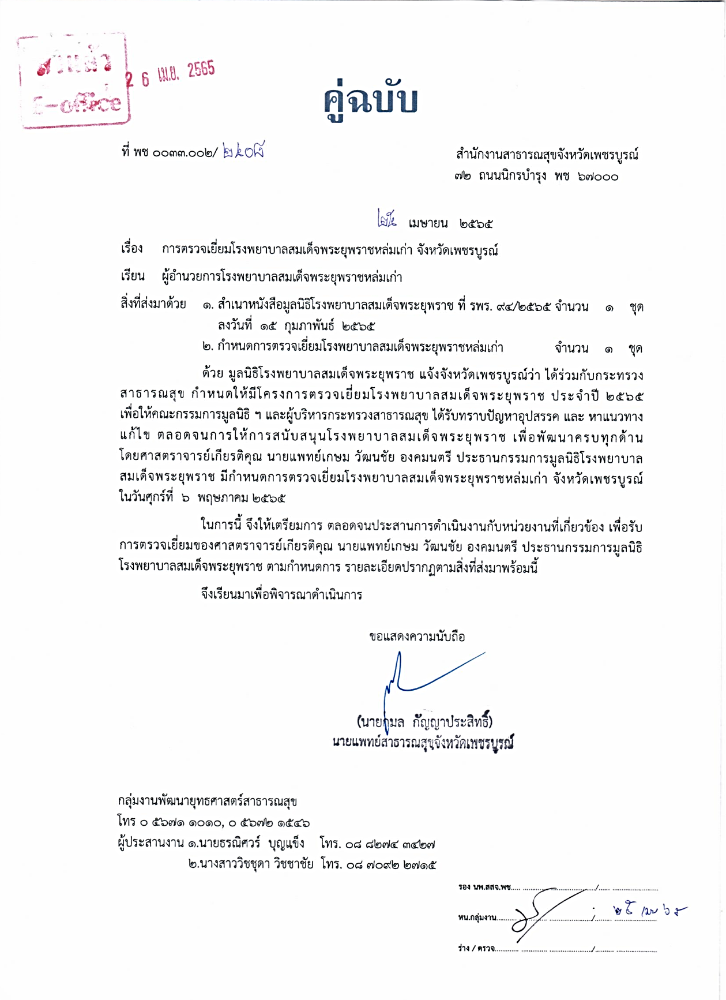 ส่งแล้ว
E-office
26 เม.ย. 2565
คู่ฉบับ
ที่ พช ๐๐๓๓.๐๐๒/
สำนักงานสาธารณสุขจังหวัดเพชรบูรณ์
๗๒ ถนนนิกรบำรุง พช ๖๗๐๐๐
เมษายน ๒๕๖๕
เรื่อง การตรวจเยี่ยมโรงพยาบาลสมเด็จพระยุพราชหล่มเก่า จังหวัดเพชรบูรณ์
เรียน ผู้อำนวยการโรงพยาบาลสมเด็จพระยุพราชหล่มเก่า
สิ่งที่ส่งมาด้วย ๑. สำเนาหนังสือมูลนิธิโรงพยาบาลสมเด็จพระยุพราช ที่ รพร. ๙๔/๒๕๖๕ จำนวน ๑ ชุด
ลงวันที่ ๑๕ กุมภาพันธ์ ๒๕๖๕
๒. กำหนดการตรวจเยี่ยมโรงพยาบาลสมเด็จพระยุพราชหล่มเก่า จำนวน ๑ ชุด
ด้วย มูลนิธิโรงพยาบาลสมเด็จพระยุพราช แจ้งจังหวัดเพชรบูรณ์ว่า ได้ร่วมกับกระทรวง
สาธารณสุข กำหนดให้มีโครงการตรวจเยี่ยมโรงพยาบาลสมเด็จพระยุพราช ประจำปี ๒๕๖๕
เพื่อให้คณะกรรมการมูลนิธิ ฯ และผู้บริหารกระทรวงสาธารณสุข ได้รับทราบปัญหาอุปสรรค และ หาแนวทาง
แก้ไข ตลอดจนการให้การสนับสนุนโรงพยาบาลสมเด็จพระยุพราช เพื่อพัฒนาครบทุกด้าน
โดยศาสตราจารย์เกียรติคุณ นายแพทย์เกษม วัฒนชัย องคมนตรี ประธานกรรมการมูลนิธิโรงพยาบาล
สมเด็จพระยุพราช มีกำหนดการตรวจเยี่ยมโรงพยาบาลสมเด็จพระยุพราชหล่มเก่า จังหวัดเพชรบูรณ์
ในวันศุกร์ที่ ๖ พฤษภาคม ๒๕๖๕
ในการนี้ จึงให้เตรียมการ ตลอดจนประสานการดำเนินงานกับหน่วยงานที่เกี่ยวข้อง เพื่อรับ
การตรวจเยี่ยมของศาสตราจารย์เกียรติคุณ นายแพทย์เกษม วัฒนชัย องคมนตรี ประธานกรรมการมูลนิธิ
โรงพยาบาลสมเด็จพระยุพราช ตามกำหนดการ รายละเอียดปรากฏตามสิ่งที่ส่งมาพร้อมนี้
จึงเรียนมาเพื่อพิจารณาดำเนินการ
ขอแสดงความนับถือ
(นายกมล กัญญาประสิทธิ์)
นายแพทย์สาธารณสุขจังหวัดเพชรบูรณ์
กลุ่มงานพัฒนายุทธศาสตร์สาธารณสุข
โทร ๐ ๕๖๗๑ ๑๐๑๐, ๐ ๕๖๗๒ ๑๕๔๖
ผู้ประสานงาน ๑.นายธรณิศวร์ บุญแข็ง โทร. ๐๘ ๘๒๗๔ ๓๔๒๗
๒.นางสาววิชชุดา วิชชาชัย โทร. ๐๘ ๗๐๙๒ ๒๗๑๕
รอง นพ.สสจ.พช...../.....
หน.กลุ่มงาน...../.....
ร่าง / ตรวจ...../.....